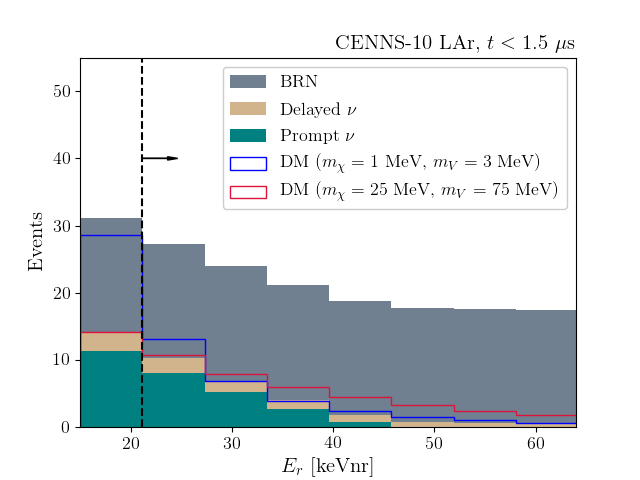 CENNS-10 LAr, t < 1.5 μs
BRN
Delayed ν
Prompt ν
DM (m_χ = 1 MeV, m_V = 3 MeV)
DM (m_χ = 25 MeV, m_V = 75 MeV)
Events
50
40
30
20
10
0
20 30 40 50 60
E_r [keVnr]